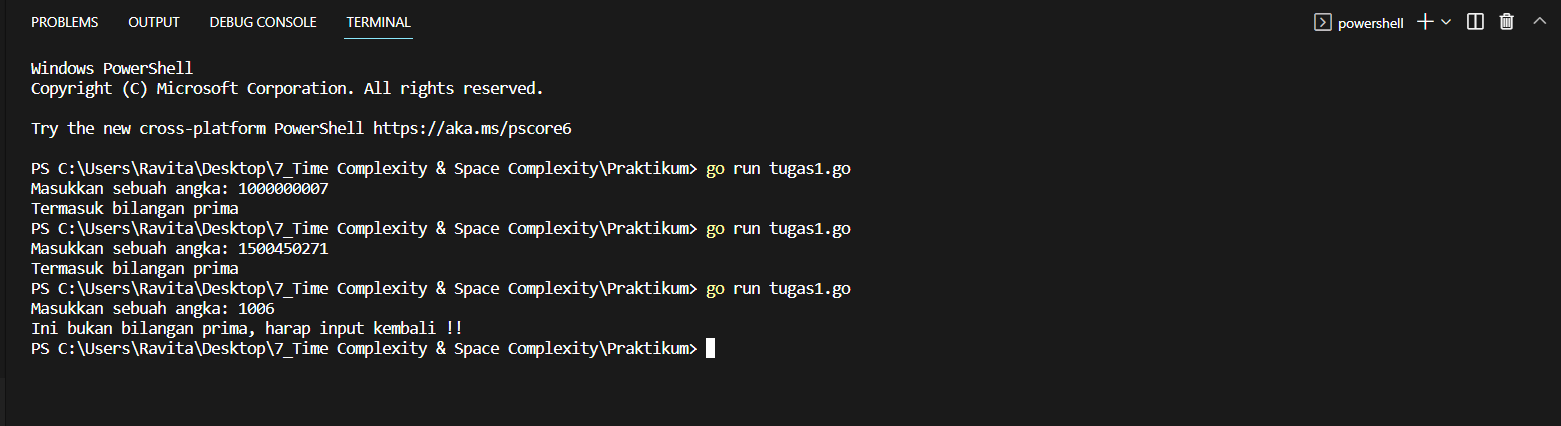 PROBLEMS OUTPUT DEBUG CONSOLE TERMINAL powershell
Windows PowerShell
Copyright (C) Microsoft Corporation. All rights reserved.
Try the new cross-platform PowerShell https://aka.ms/pscore6
PS C:\Users\Ravita\Desktop\7_Time Complexity & Space Complexity\Praktikum> go run tugas1.go
Masukkan sebuah angka: 1000000007
Termasuk bilangan prima
PS C:\Users\Ravita\Desktop\7_Time Complexity & Space Complexity\Praktikum> go run tugas1.go
Masukkan sebuah angka: 1500450271
Termasuk bilangan prima
PS C:\Users\Ravita\Desktop\7_Time Complexity & Space Complexity\Praktikum> go run tugas1.go
Masukkan sebuah angka: 1006
Ini bukan bilangan prima, harap input kembali !!
PS C:\Users\Ravita\Desktop\7_Time Complexity & Space Complexity\Praktikum>